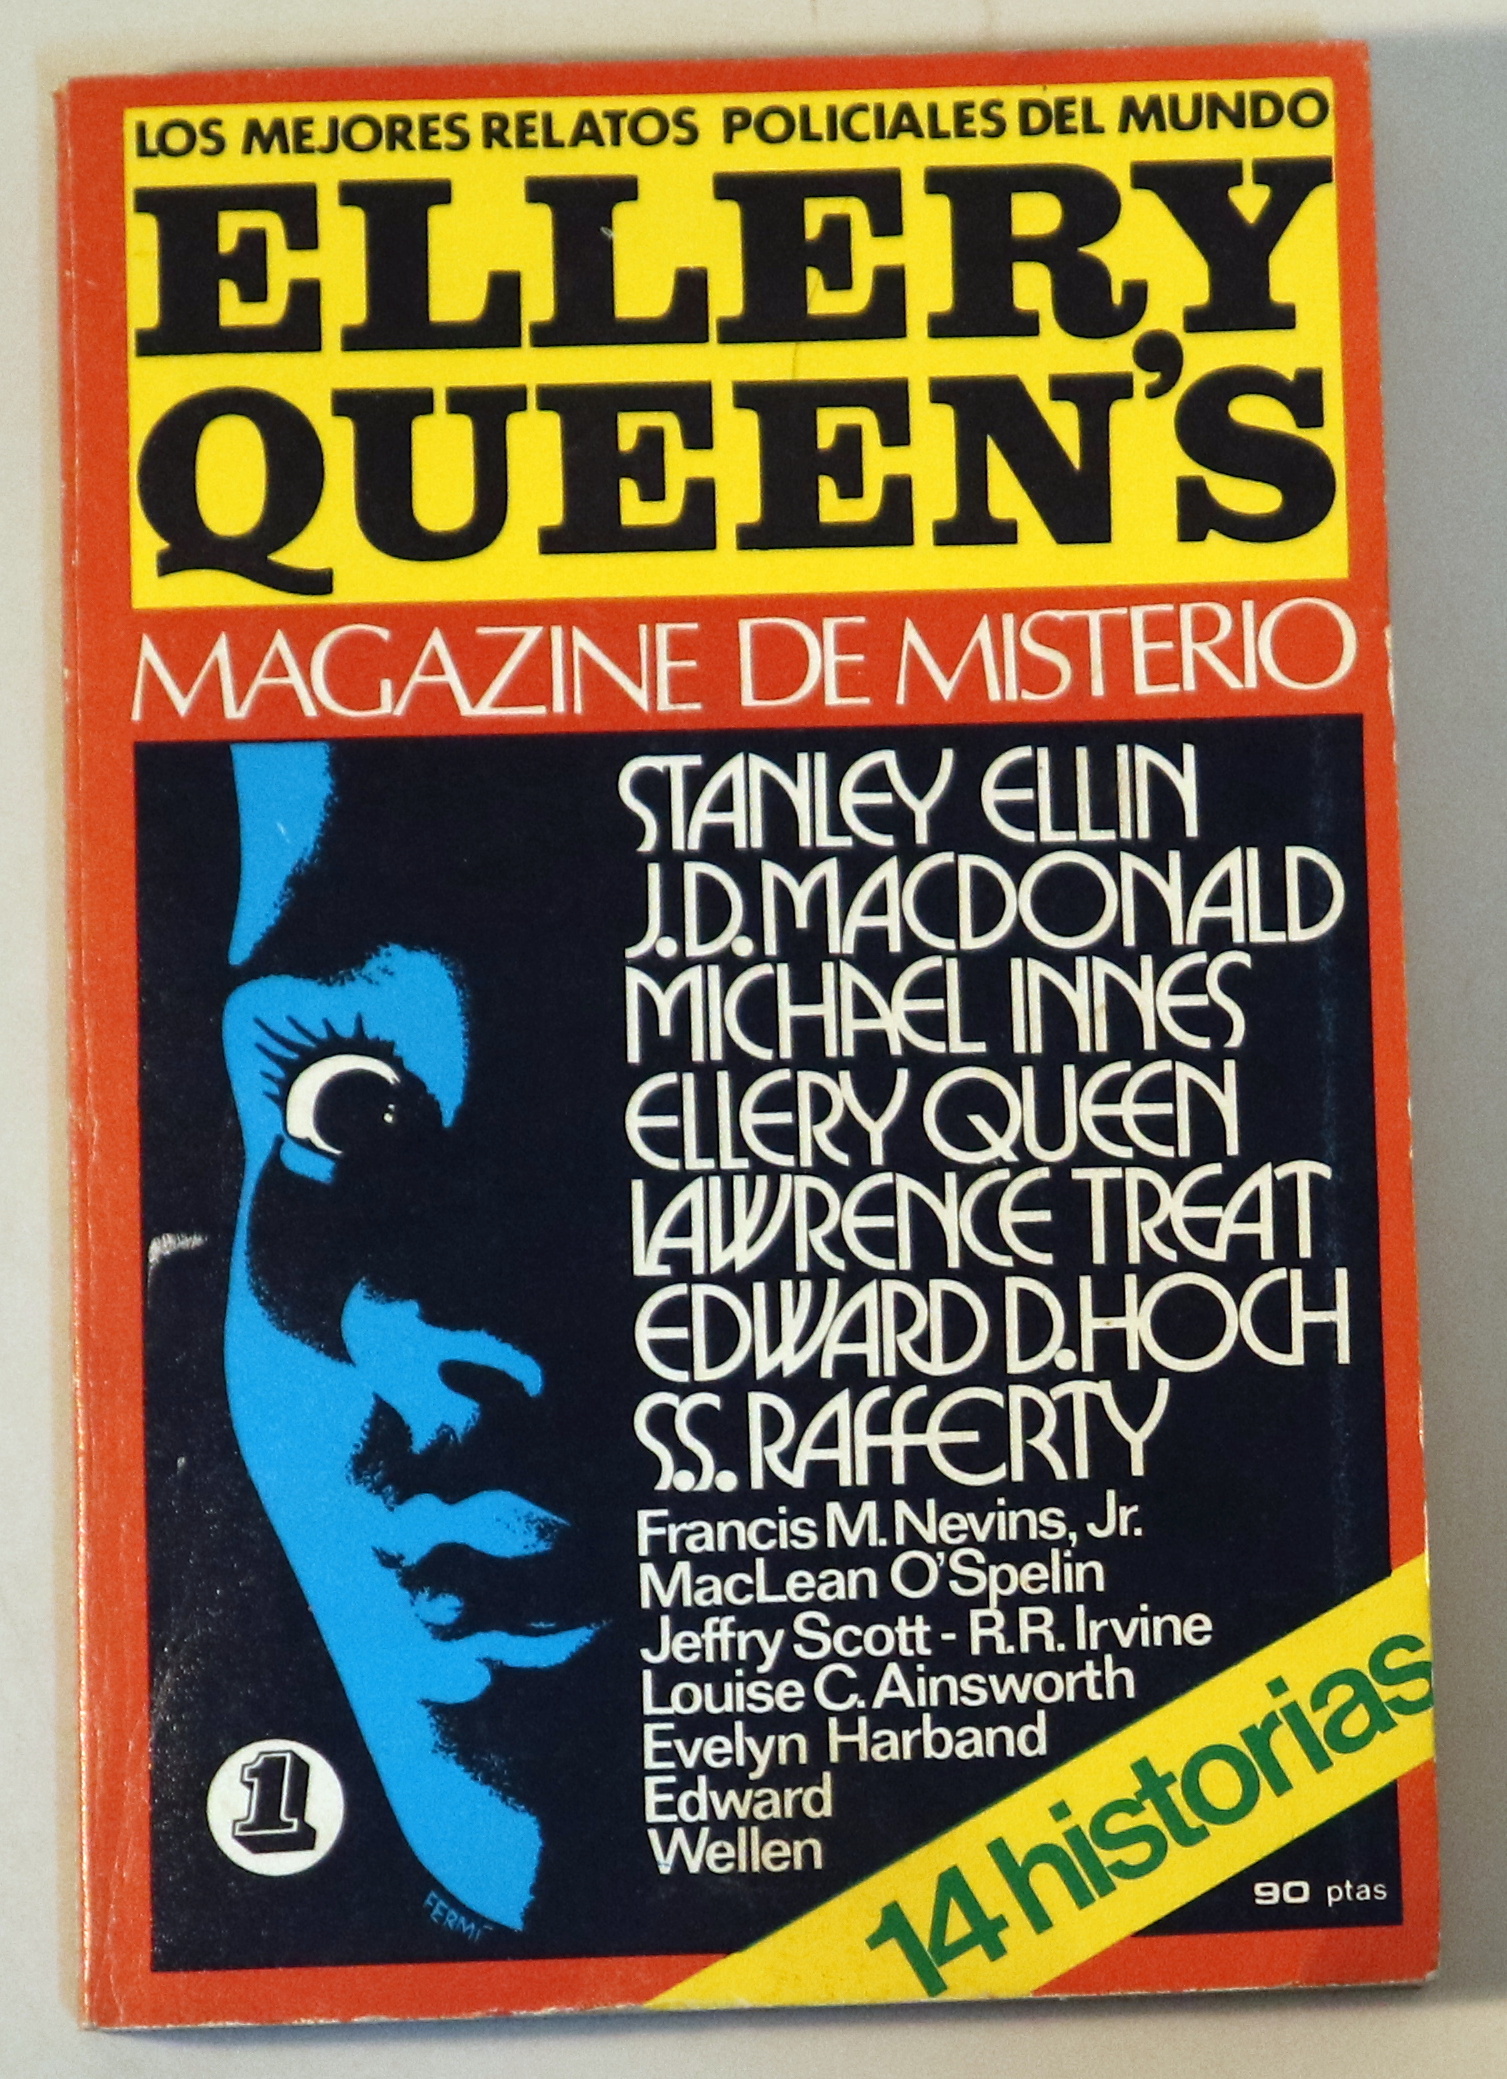 LOS MEJORES RELATOS POLICIALES DEL MUNDO
ELLERY
QUEEN'S
MAGAZINE DE MISTERIO
STANLEY ELLIN
J.D. MACDONALD
MICHAEL INNES
ELLERY QUEEN
LAWRENCE TREAT
EDWARD D. HOCH
S.S. RAFFERTY
Francis M. Nevins, Jr.
MacLean O'Spelin
Jeffry Scott - R.R. Irvine
Louise C. Ainsworth
Evelyn Harband
Edward
Wellen
14 historias
90 ptas
1
FERMÍ